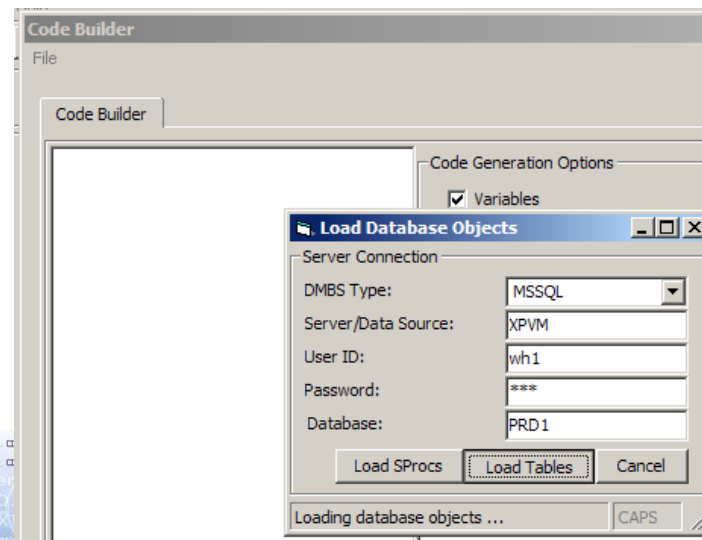 Code Builder
File
Code Builder
Code Generation Options
Variables
Load Database Objects
Server Connection
DMBS Type: MSSQL
Server/Data Source: XPVM
User ID: wh1
Password: ***
Database: PRD1
Load SProcs Load Tables Cancel
Loading database objects ... CAPS